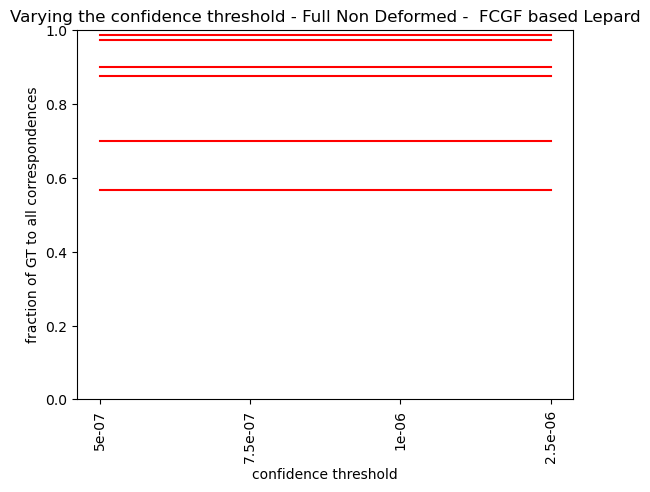 Varying the confidence threshold - Full Non Deformed -  FCGF based Lepard
fraction of GT to all correspondences
1.0
0.8
0.6
0.4
0.2
0.0
5e-07
7.5e-07
1e-06
2.5e-06
confidence threshold